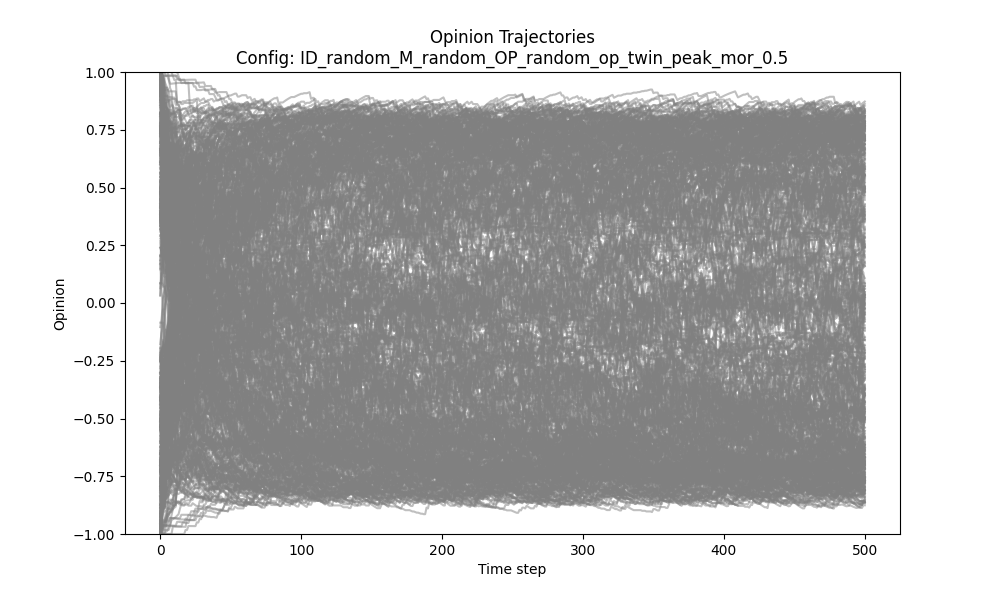 Opinion Trajectories
Config: ID_random_M_random_OP_random_op_twin_peak_mor_0.5
1.00
0.75
0.50
0.25
0.00
−0.25
−0.50
−0.75
−1.00
Opinion
0 100 200 300 400 500
Time step